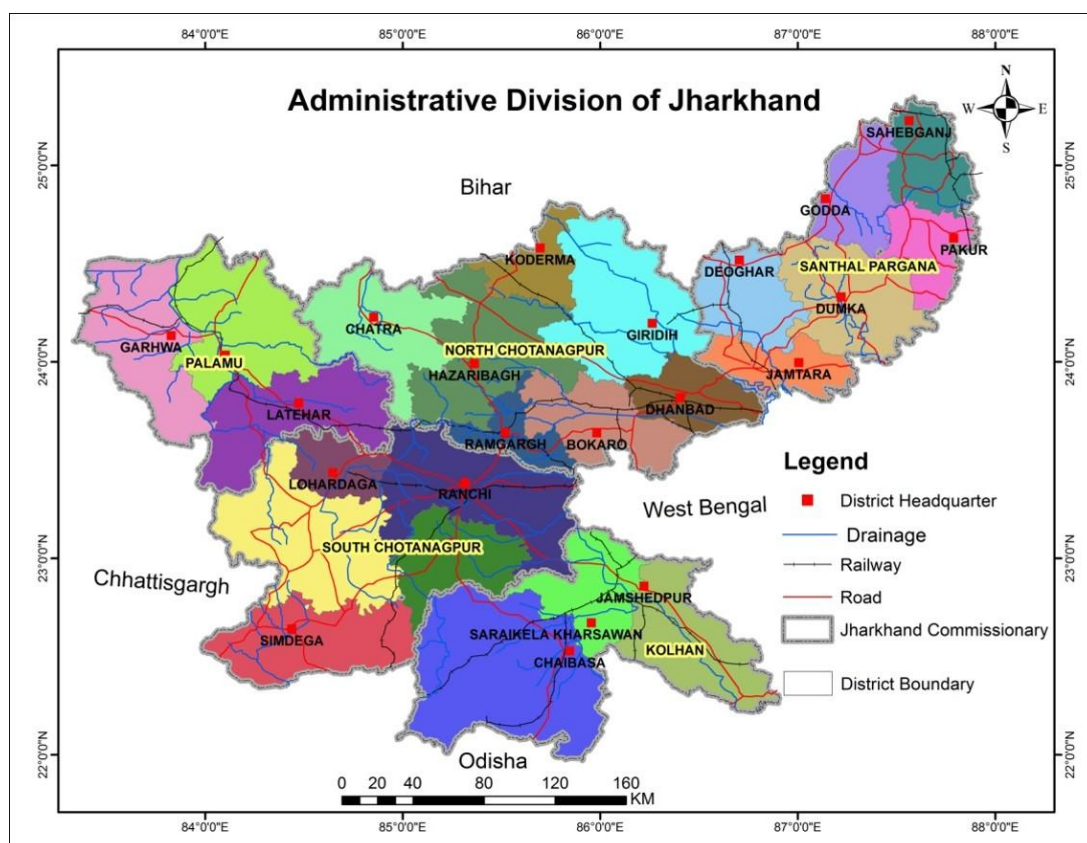 84°0'0"E 85°0'0"E 86°0'0"E 87°0'0"E 88°0'0"E
Administrative Division of Jharkhand
N
W E
S
25°0'0"N 25°0'0"N
24°0'0"N 24°0'0"N
23°0'0"N 23°0'0"N
22°0'0"N 22°0'0"N
Bihar
SAHEBGANJ
GODDA
PAKUR
KODERMA
DEOGHAR
SANTHAL PARGANA
DUMKA
CHATRA
GIRIDIH
GARHWA
PALAMU
NORTH CHOTANAGPUR
HAZARIBAGH
JAMTARA
LATEHAR
DHANBAD
RAMGARGH
BOKARO
LOHARDAGA
RANCHI
West Bengal
SOUTH CHOTANAGPUR
Chhattisgargh
JAMSHEDPUR
SIMDEGA
SARAIKELA KHARSAWAN
KOLHAN
CHAIBASA
Odisha
Legend
District Headquarter
Drainage
Railway
Road
Jharkhand Commissionary
District Boundary
0 20 40 80 120 160
KM
84°0'0"E 85°0'0"E 86°0'0"E 87°0'0"E 88°0'0"E